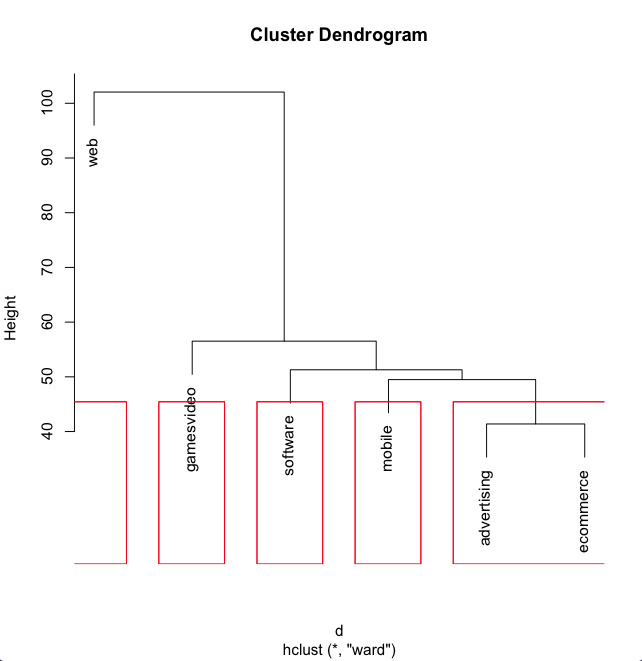 Cluster Dendrogram
Height
100
90
80
70
60
50
40
web
gamesvideo
software
mobile
advertising
ecommerce
d
hclust (*, "ward")